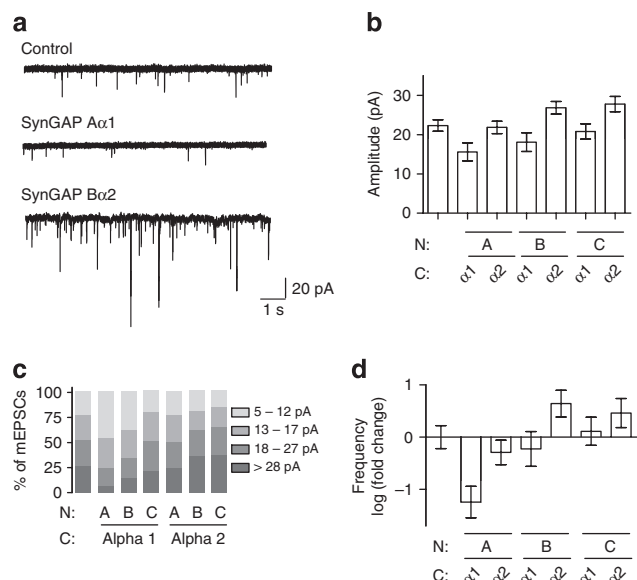 a
Control
SynGAP Aα1
SynGAP Bα2
20 pA
1 s
b
Amplitude (pA)
30
20
10
0
N: A B C
C: α1 α2 α1 α2 α1 α2
c
% of mEPSCs
100
75
50
25
0
5 – 12 pA
13 – 17 pA
18 – 27 pA
> 28 pA
N: A B C A B C
C: Alpha 1 Alpha 2
d
Frequency
log (fold change)
1
0
–1
N: A B C
C: α1 α2 α1 α2 α1 α2